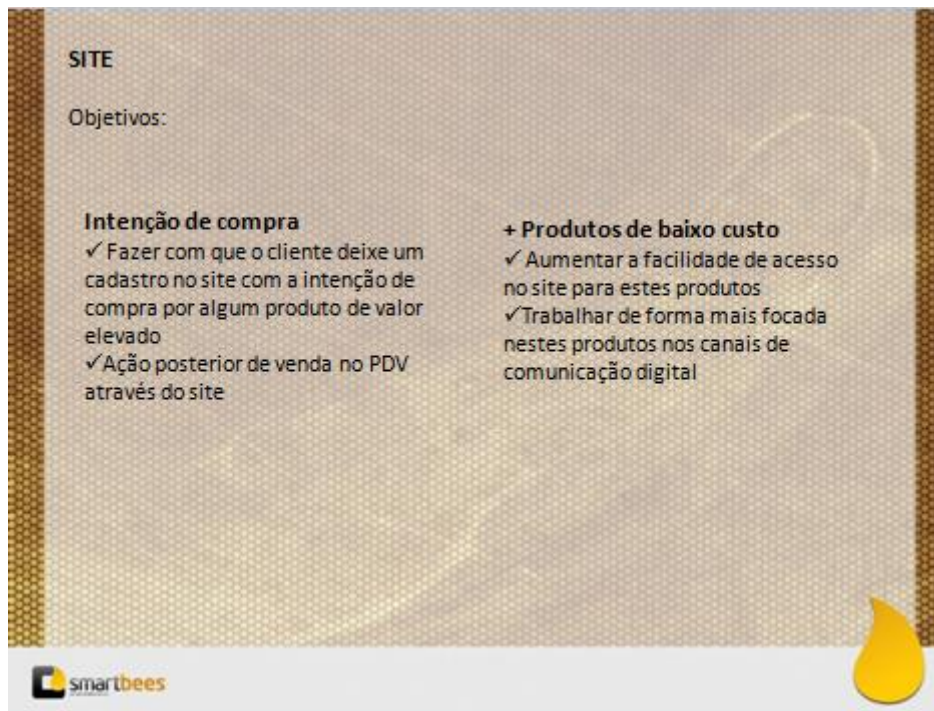 SITE
Objetivos:
Intenção de compra
✓ Fazer com que o cliente deixe um
cadastro no site com a intenção de
compra por algum produto de valor
elevado
✓Ação posterior de venda no PDV
através do site
+ Produtos de baixo custo
✓ Aumentar a facilidade de acesso
no site para estes produtos
✓Trabalhar de forma mais focada
nestes produtos nos canais de
comunicação digital
smartbees